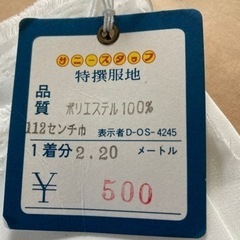 サニースタップ
特撰服地
品質 ポリエステル100%
112センチ巾 表示者D-OS-4245
1着分 2.20 メートル
¥ 500